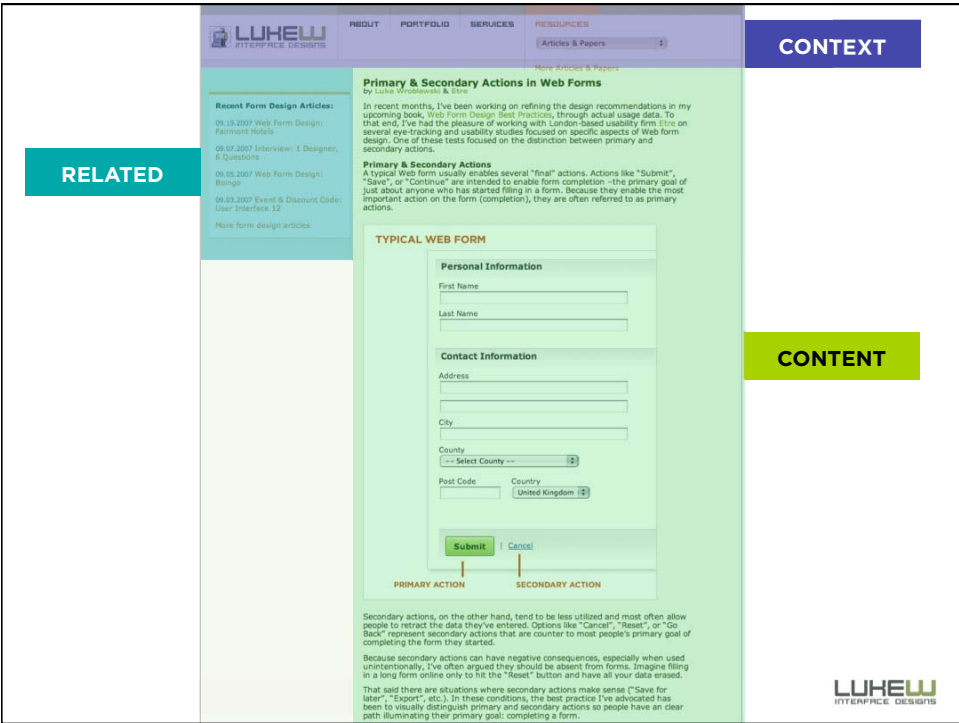 LUKEW
INTERFACE DESIGNS
ABOUT PORTFOLIO SERVICES RESOURCES
Articles & Papers
More Articles & Papers
CONTEXT
Recent Form Design Articles:
09.19.2007 Web Form Design:
Fairmont Hotels
09.07.2007 Interview: 1 Designer,
6 Questions
09.05.2007 Web Form Design:
Boingo
09.03.2007 Event & Discount Code:
User Interface 12
More form design articles
RELATED
Primary & Secondary Actions in Web Forms
by Luke Wroblewski & Etre
In recent months, I've been working on refining the design recommendations in my
upcoming book, Web Form Design Best Practices, through actual usage data. To
that end, I've had the pleasure of working with London-based usability firm Etre on
several eye-tracking and usability studies focused on specific aspects of Web form
design. One of these tests focused on the distinction between primary and
secondary actions.
Primary & Secondary Actions
A typical Web form usually enables several "final" actions. Actions like "Submit",
"Save", or "Continue" are intended to enable form completion –the primary goal of
just about anyone who has started filling in a form. Because they enable the most
important action on the form (completion), they are often referred to as primary
actions.
TYPICAL WEB FORM
Personal Information
First Name
Last Name
Contact Information
Address
City
County
-- Select County --
Post Code Country
United Kingdom
Submit | Cancel
PRIMARY ACTION SECONDARY ACTION
CONTENT
Secondary actions, on the other hand, tend to be less utilized and most often allow
people to retract the data they've entered. Options like "Cancel", "Reset", or "Go
Back" represent secondary actions that are counter to most people's primary goal of
completing the form they started.
Because secondary actions can have negative consequences, especially when used
unintentionally, I've often argued they should be absent from forms. Imagine filling
in a long form online only to hit the "Reset" button and have all your data erased.
That said there are situations where secondary actions make sense ("Save for
later", "Export", etc.). In these conditions, the best practice I've advocated has
been to visually distinguish primary and secondary actions so people have an clear
path illuminating their primary goal: completing a form.
LUKEW
INTERFACE DESIGNS